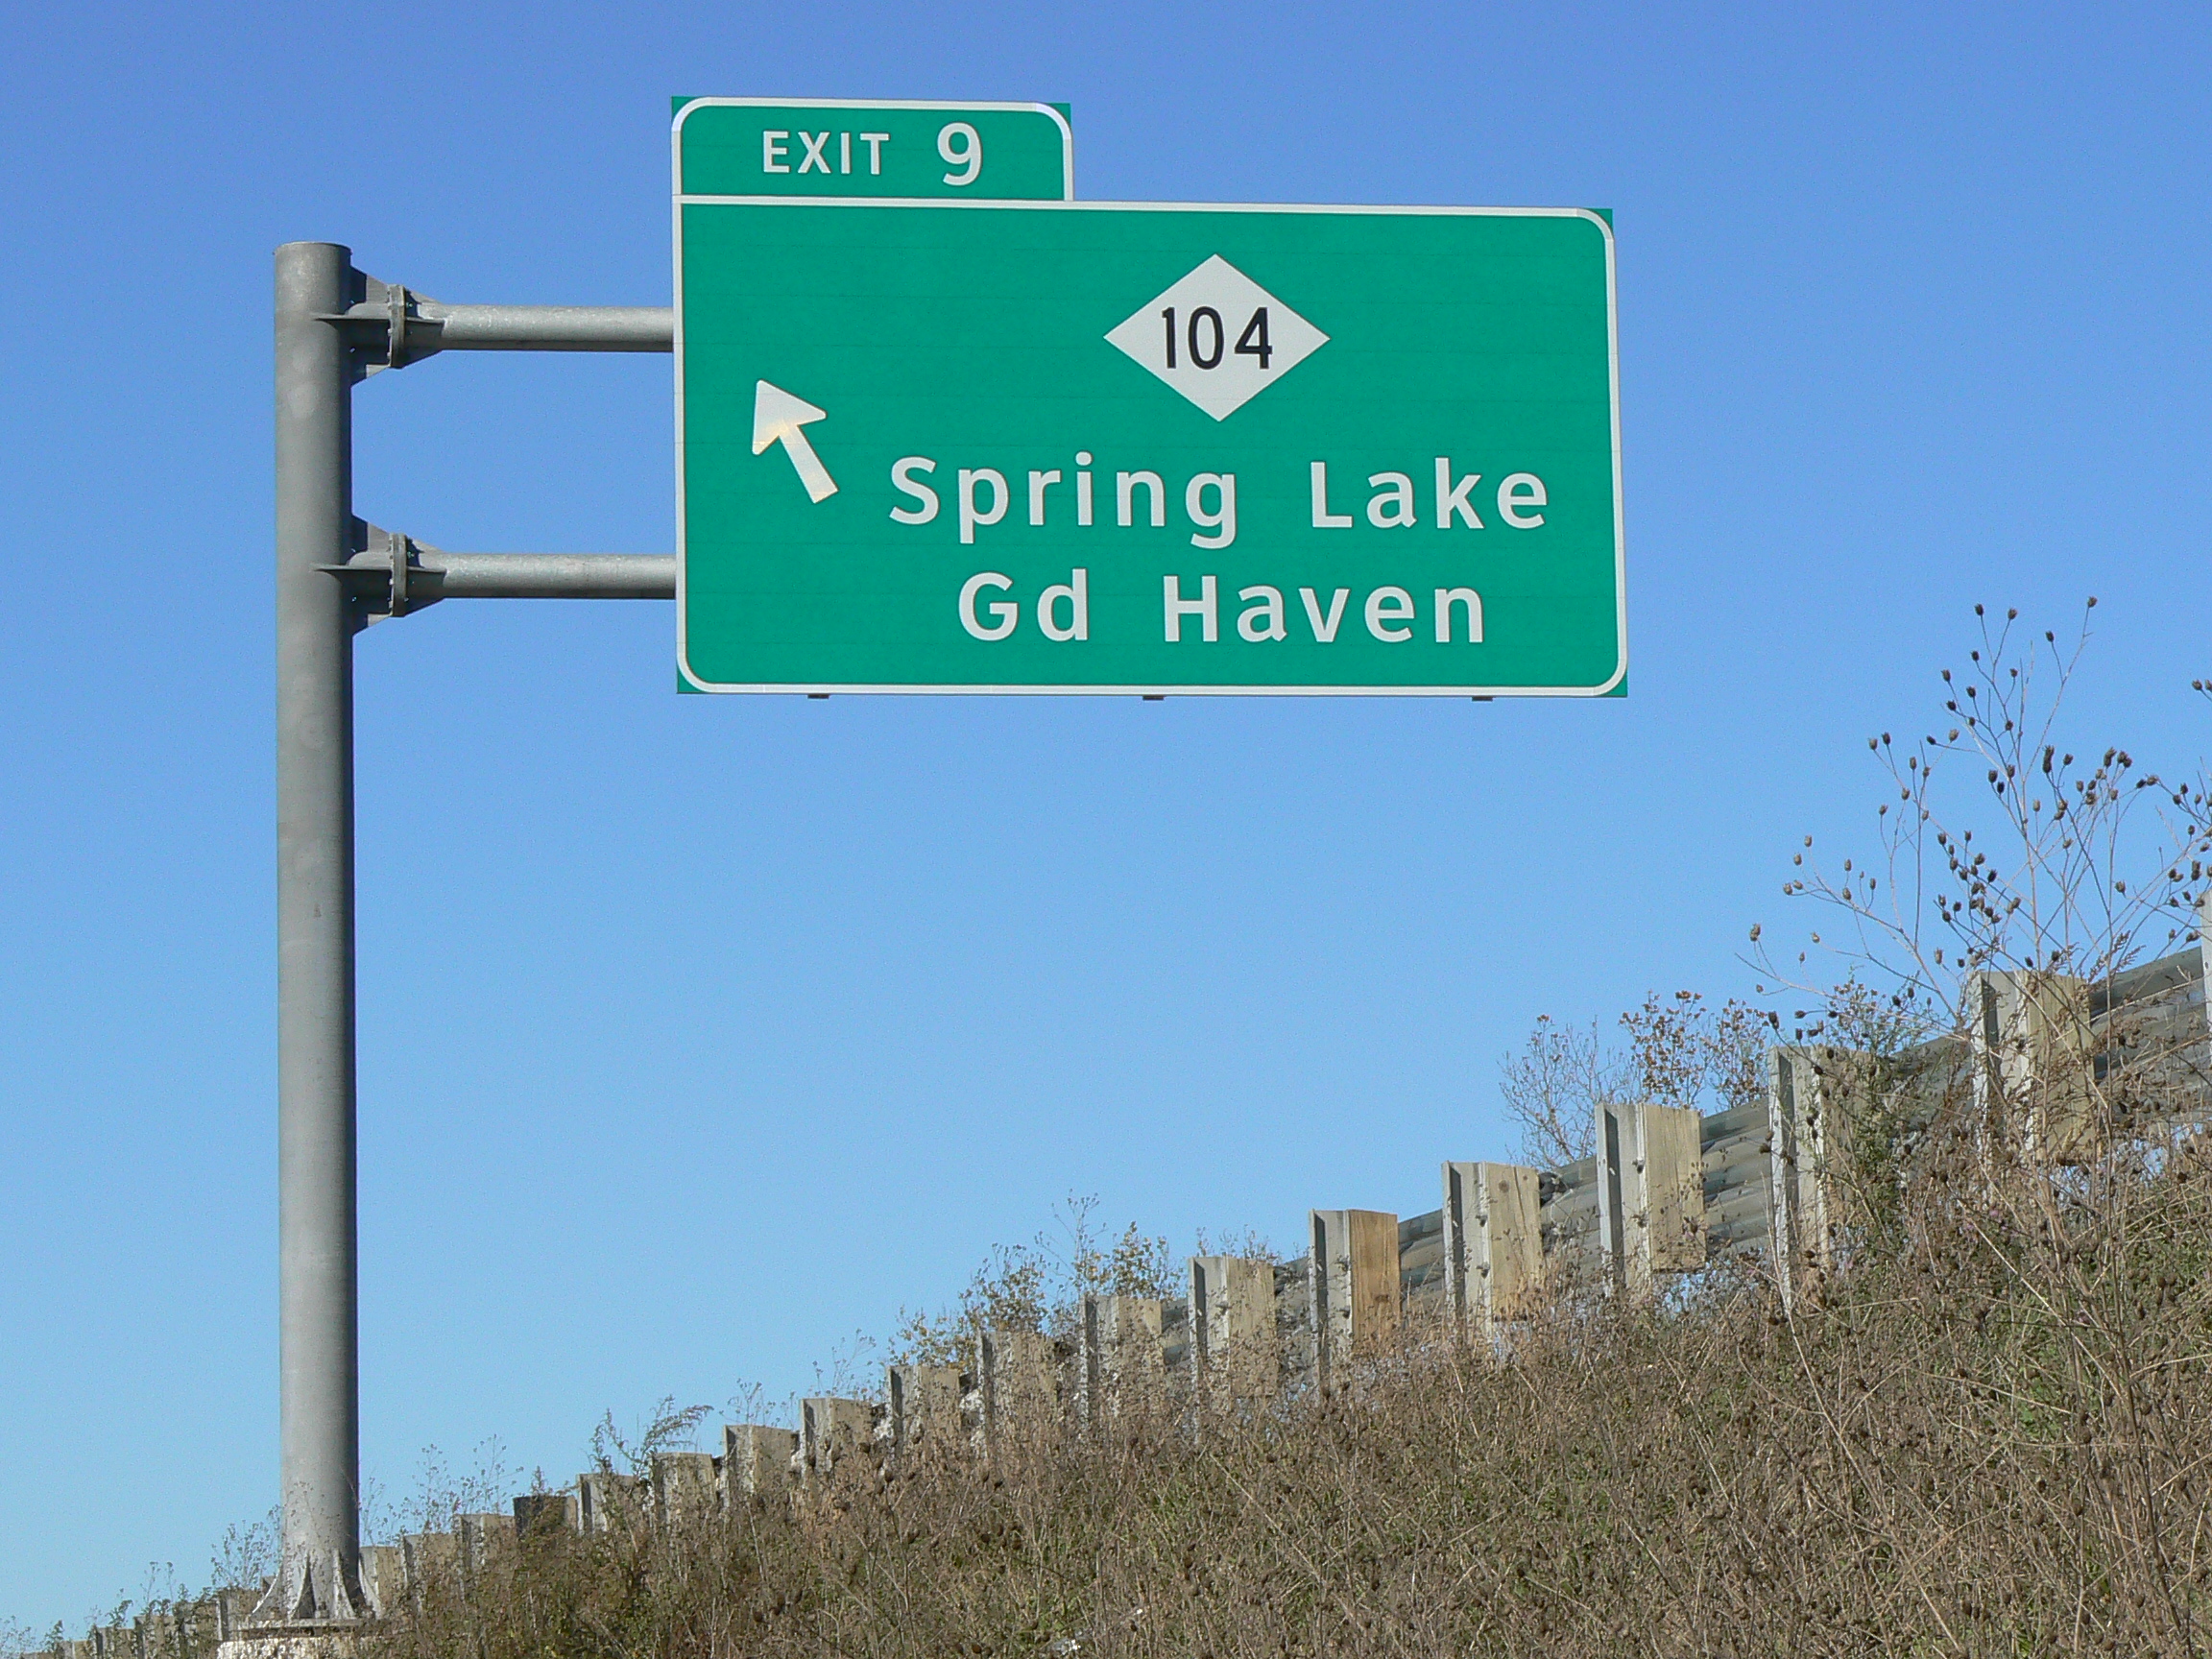 EXIT 9
104
Spring Lake
Gd Haven